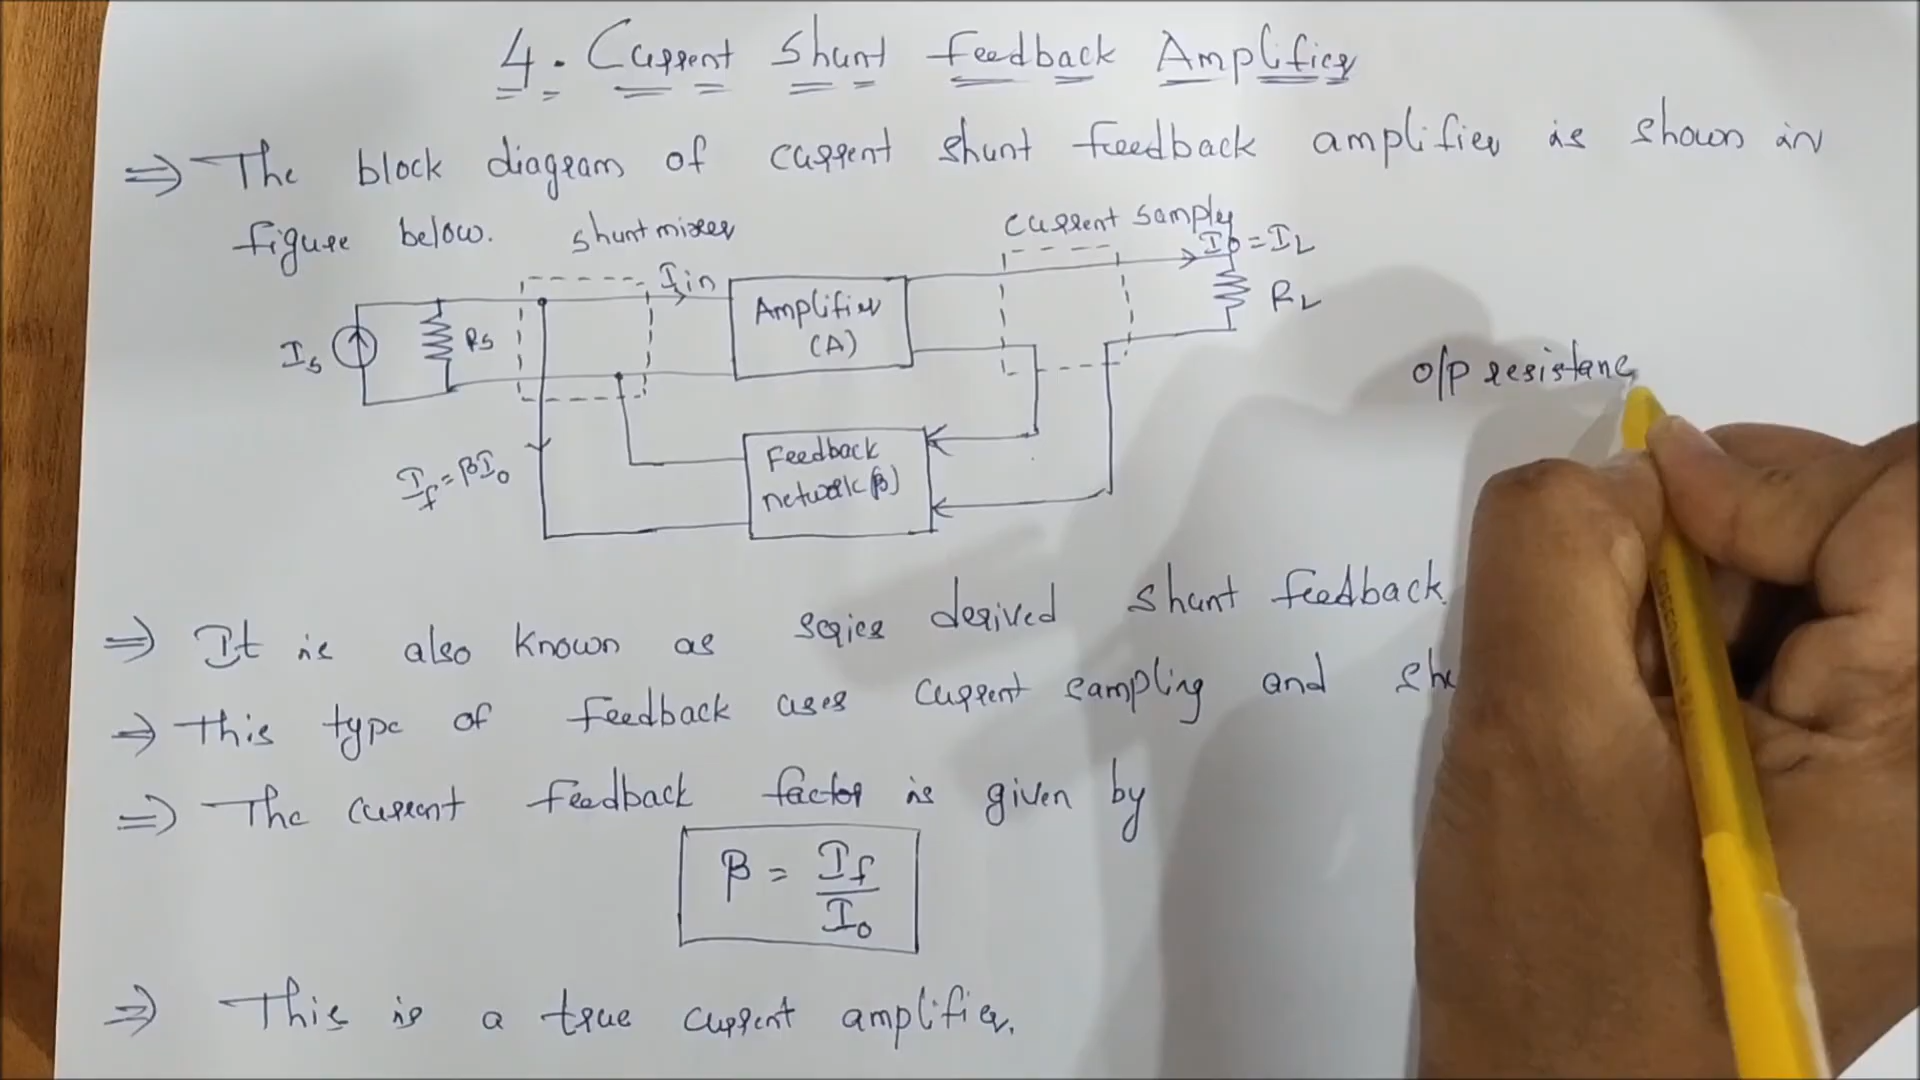 4. Current Shunt Feedback Amplifier
⇒ The block diagram of current shunt feedback amplifier is shown in
figure below.
shunt mixer
current samply
Io = IL
Iin
Amplifier
(A)
RL
Is
Rs
o/p resistanc
Feedback
network (β)
If = βIo
⇒ It is also known as series derived shunt feedback.
⇒ This type of feedback uses current sampling and
⇒ The current feedback factor is given by
β = If / Io
⇒ This is a true current amplifier.